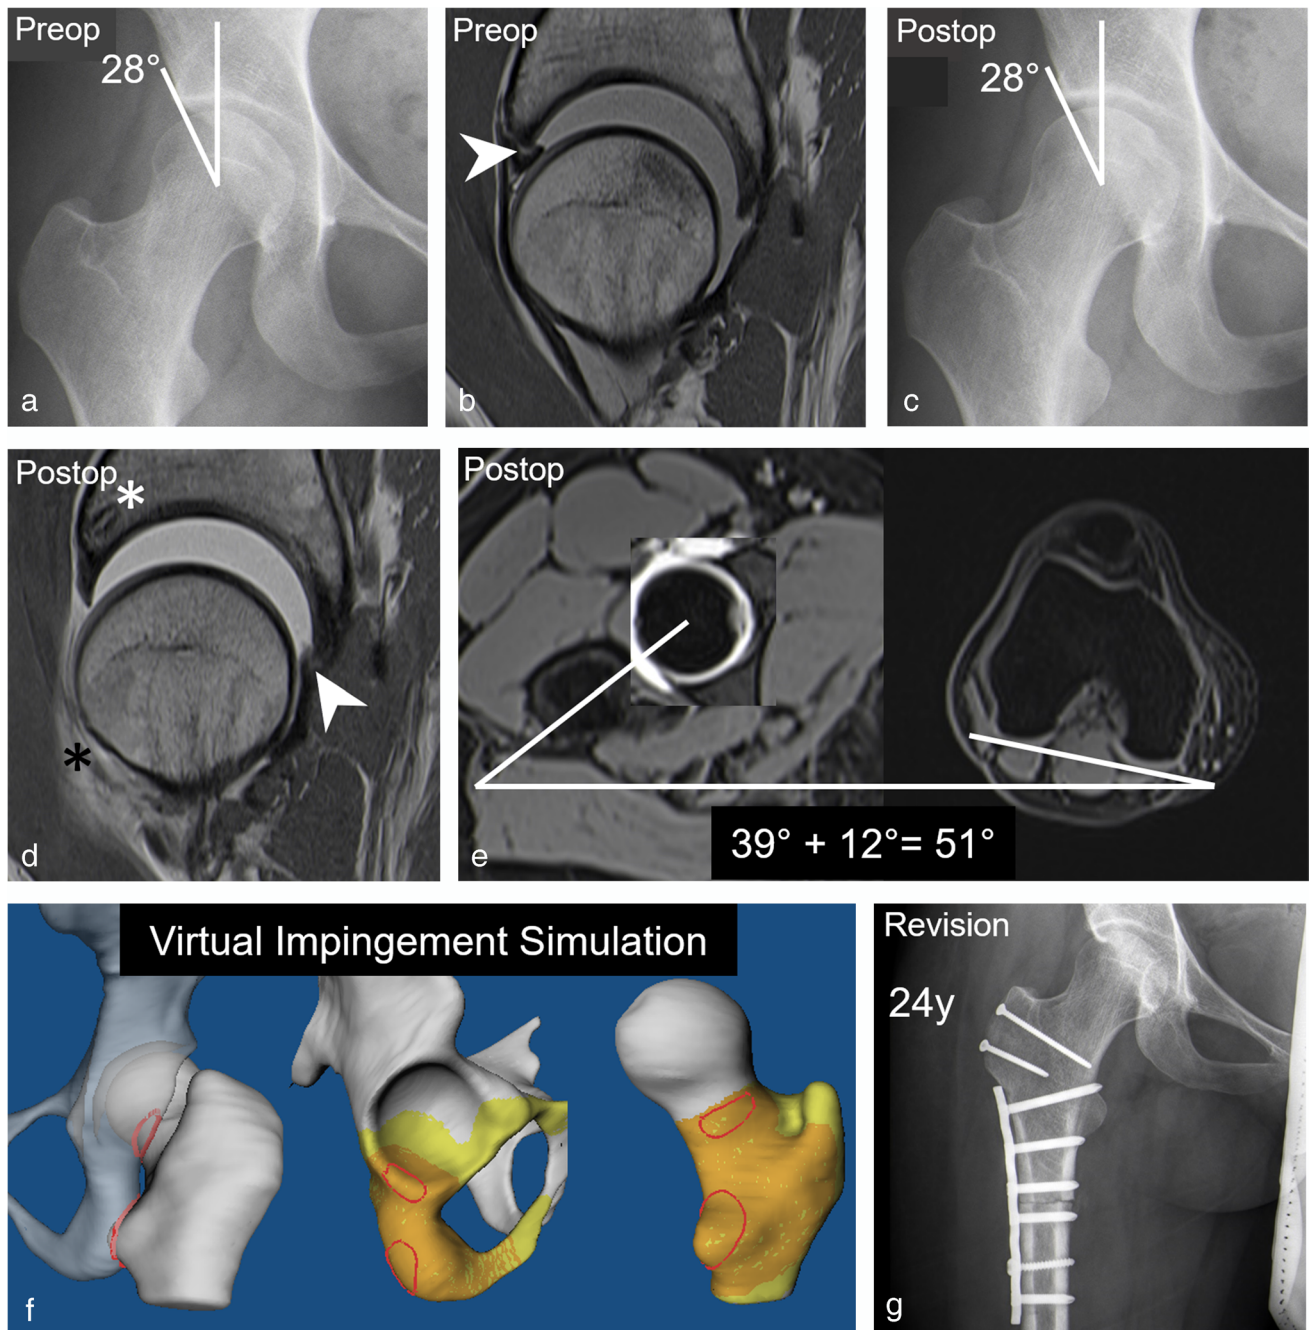 Preop
28°
a
Preop
b
Postop
28°
c
Postop
*
*
d
Postop
39° + 12°= 51°
e
Virtual Impingement Simulation
f
Revision
24y
g